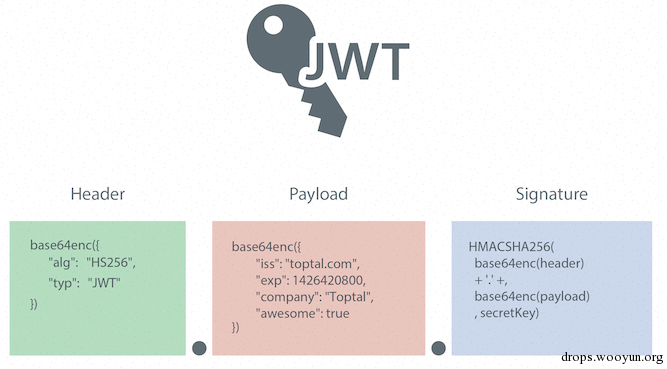 JWT
Header
Payload
Signature
base64enc({
"alg": "HS256",
"typ": "JWT"
})
base64enc({
"iss": "toptal.com",
"exp": 1426420800,
"company": "Toptal",
"awesome": true
})
HMACSHA256(
base64enc(header)
+ '.' +,
base64enc(payload)
, secretKey)
drops.wooyun.org